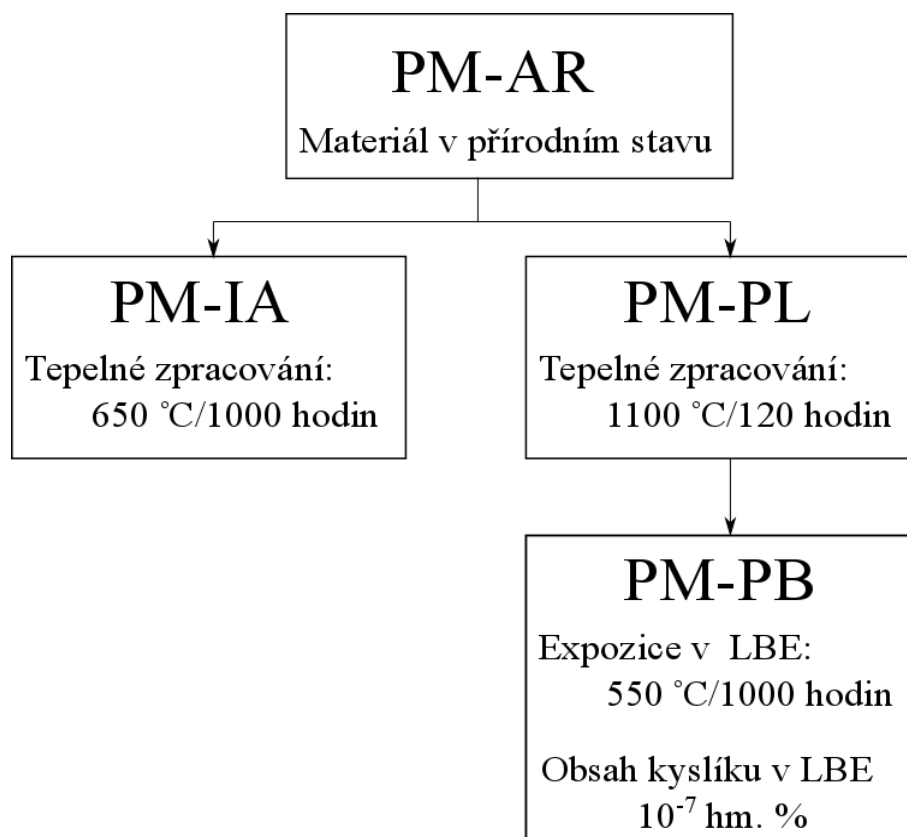 PM-AR
Materiál v přírodním stavu
PM-IA
Tepelné zpracování:
650 °C/1000 hodin
PM-PL
Tepelné zpracování:
1100 °C/120 hodin
PM-PB
Expozice v LBE:
550 °C/1000 hodin
Obsah kyslíku v LBE
10⁻⁷ hm. %